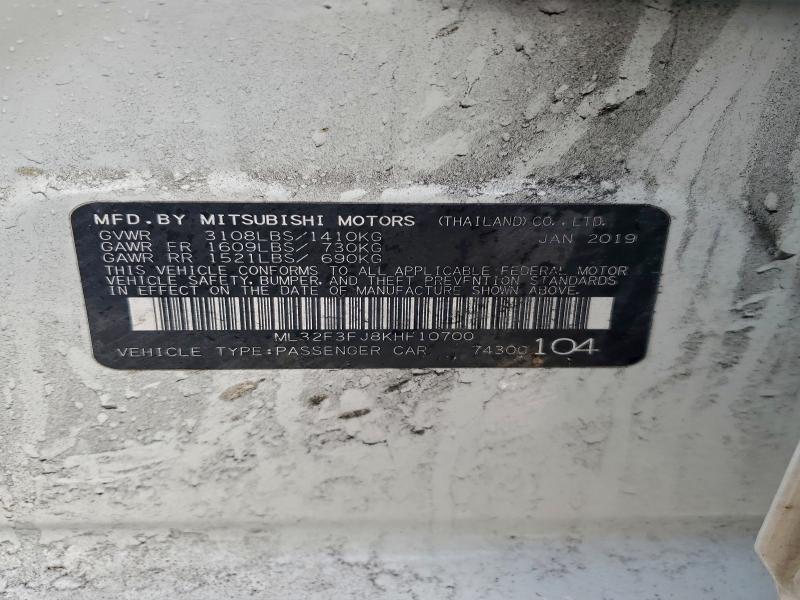 MFD.BY MITSUBISHI MOTORS (THAILAND)CO.,LTD.
GVWR 3108LBS/1410KG JAN 2019
GAWR FR 1609LBS/ 730KG
GAWR RR 1521LBS/ 690KG
THIS VEHICLE CONFORMS TO ALL APPLICABLE FEDERAL MOTOR
VEHICLE SAFETY, BUMPER, AND THEFT PREVENTION STANDARDS
IN EFFECT ON THE DATE OF MANUFACTURE SHOWN ABOVE.
ML32F3FJ8KHF10700
VEHICLE TYPE:PASSENGER CAR 74300 104